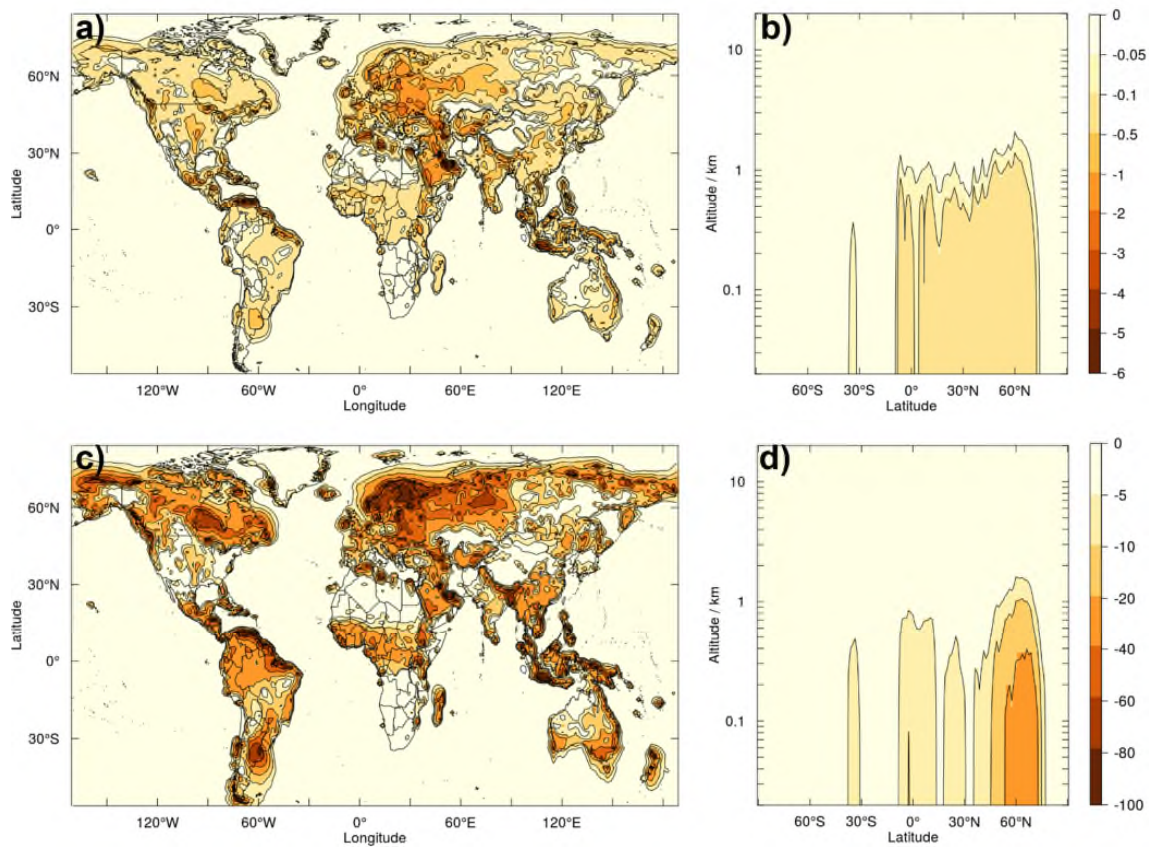 a)
60°N
30°N
0°
30°S
Latitude
120°W 60°W 0° 60°E 120°E
Longitude
b)
10
1
0.1
Altitude / km
60°S 30°S 0° 30°N 60°N
Latitude
0
-0.05
-0.1
-0.5
-1
-2
-3
-4
-5
-6
c)
60°N
30°N
0°
30°S
Latitude
120°W 60°W 0° 60°E 120°E
Longitude
d)
10
1
0.1
Altitude / km
60°S 30°S 0° 30°N 60°N
Latitude
0
-5
-10
-20
-40
-60
-80
-100